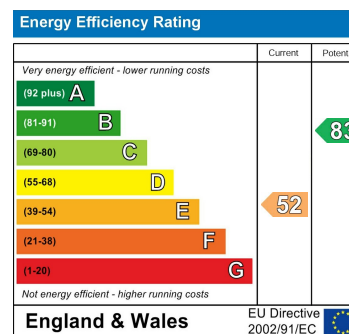 Energy Efficiency Rating
Current Potent
Very energy efficient - lower running costs
(92 plus) A
(81-91) B
83
(69-80) C
(55-68) D
(39-54) E
52
(21-38) F
(1-20) G
Not energy efficient - higher running costs
England & Wales
EU Directive
2002/91/EC